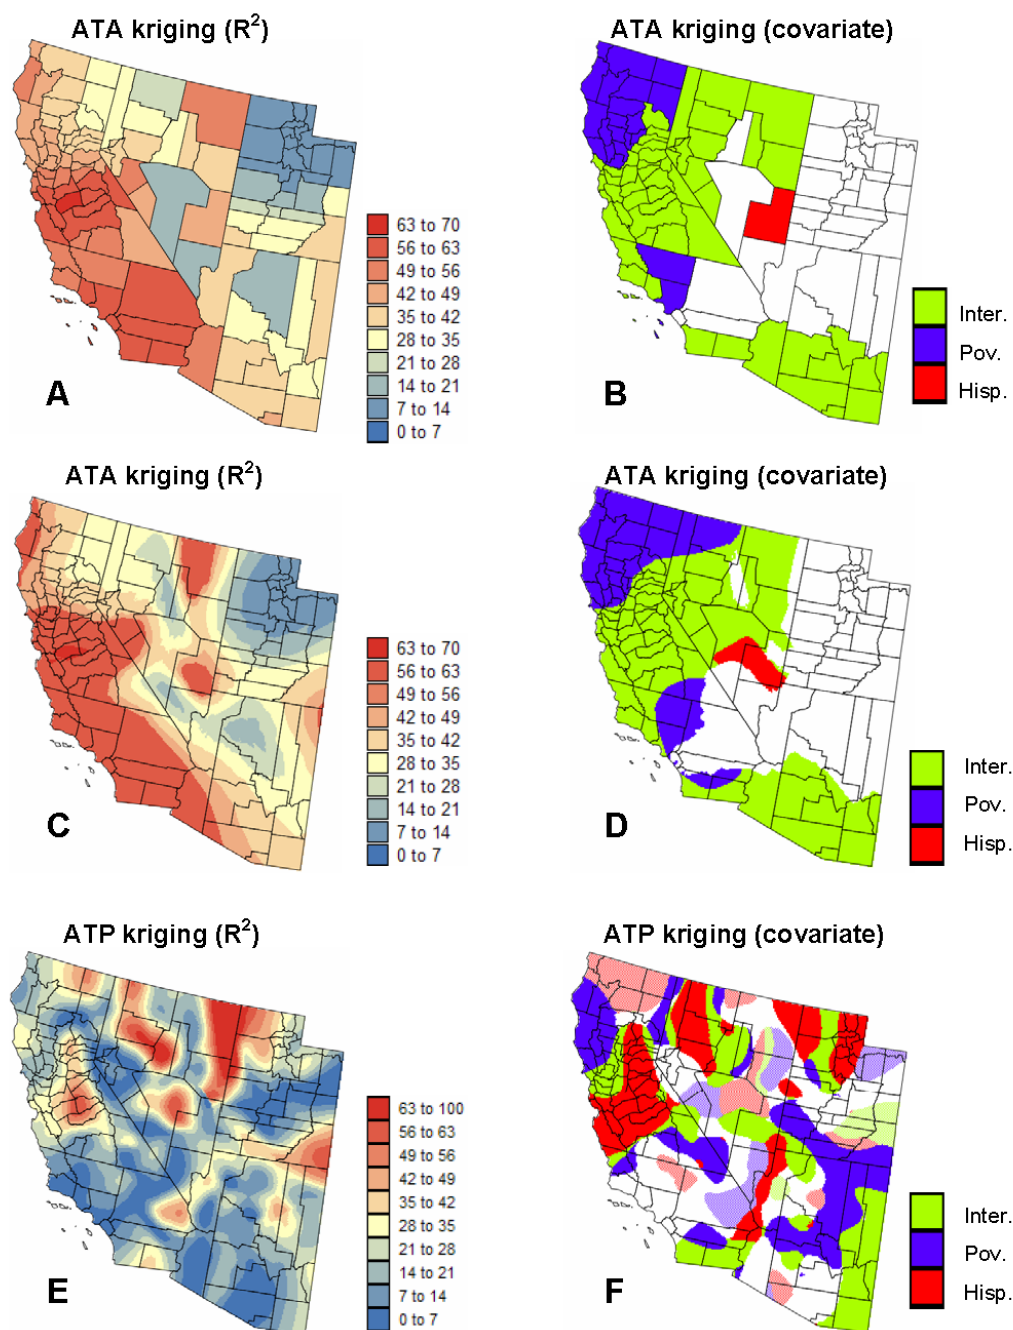 ATA kriging (R²)
ATA kriging (covariate)
63 to 70
56 to 63
49 to 56
42 to 49
35 to 42
28 to 35
21 to 28
14 to 21
7 to 14
0 to 7
A
Inter.
Pov.
Hisp.
B
ATA kriging (R²)
ATA kriging (covariate)
63 to 70
56 to 63
49 to 56
42 to 49
35 to 42
28 to 35
21 to 28
14 to 21
7 to 14
0 to 7
C
Inter.
Pov.
Hisp.
D
ATP kriging (R²)
ATP kriging (covariate)
63 to 100
56 to 63
49 to 56
42 to 49
35 to 42
28 to 35
21 to 28
14 to 21
7 to 14
0 to 7
E
Inter.
Pov.
Hisp.
F